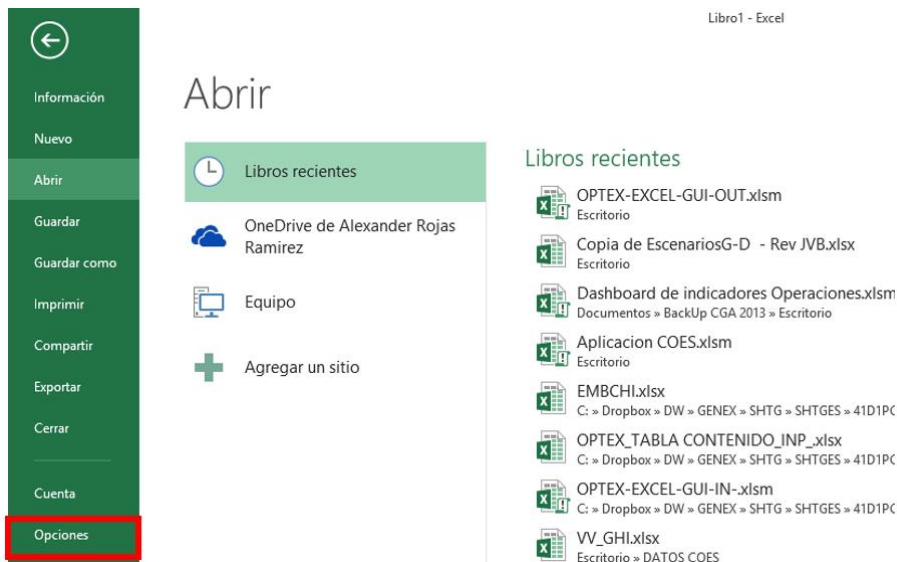 Libro1 - Excel
Información
Nuevo
Abrir
Guardar
Guardar como
Imprimir
Compartir
Exportar
Cerrar
Cuenta
Opciones
Abrir
Libros recientes
OneDrive de Alexander Rojas
Ramirez
Equipo
Agregar un sitio
Libros recientes
OPTEX-EXCEL-GUI-OUT.xlsm
Escritorio
Copia de EscenariosG-D - Rev JVB.xlsx
Escritorio
Dashboard de indicadores Operaciones.xlsm
Documentos » BackUp CGA 2013 » Escritorio
Aplicacion COES.xlsm
Escritorio
EMBCHI.xlsx
C: » Dropbox » DW » GENEX » SHTG » SHTGES » 41D1PC
OPTEX_TABLA CONTENIDO_INP_.xlsx
C: » Dropbox » DW » GENEX » SHTG » SHTGES » 41D1PC
OPTEX-EXCEL-GUI-IN-.xlsm
C: » Dropbox » DW » GENEX » SHTG » SHTGES » 41D1PC
VV_GHI.xlsx
Escritorio » DATOS COES